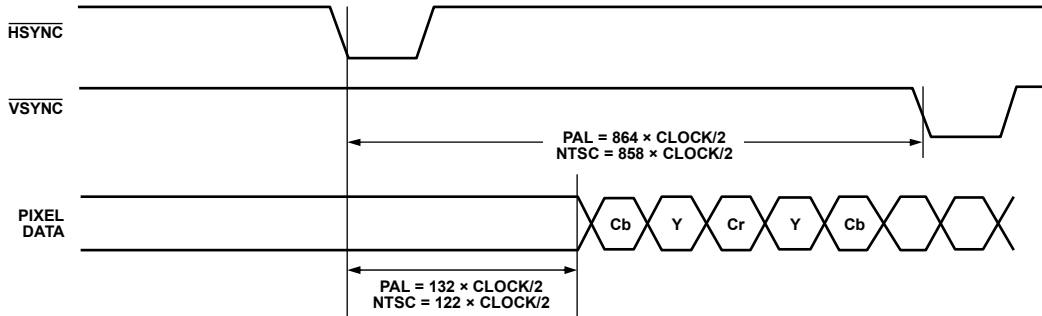 HSYNC
VSYNC
PAL = 864 × CLOCK/2
NTSC = 858 × CLOCK/2
PIXEL
DATA
Cb Y Cr Y Cb
PAL = 132 × CLOCK/2
NTSC = 122 × CLOCK/2